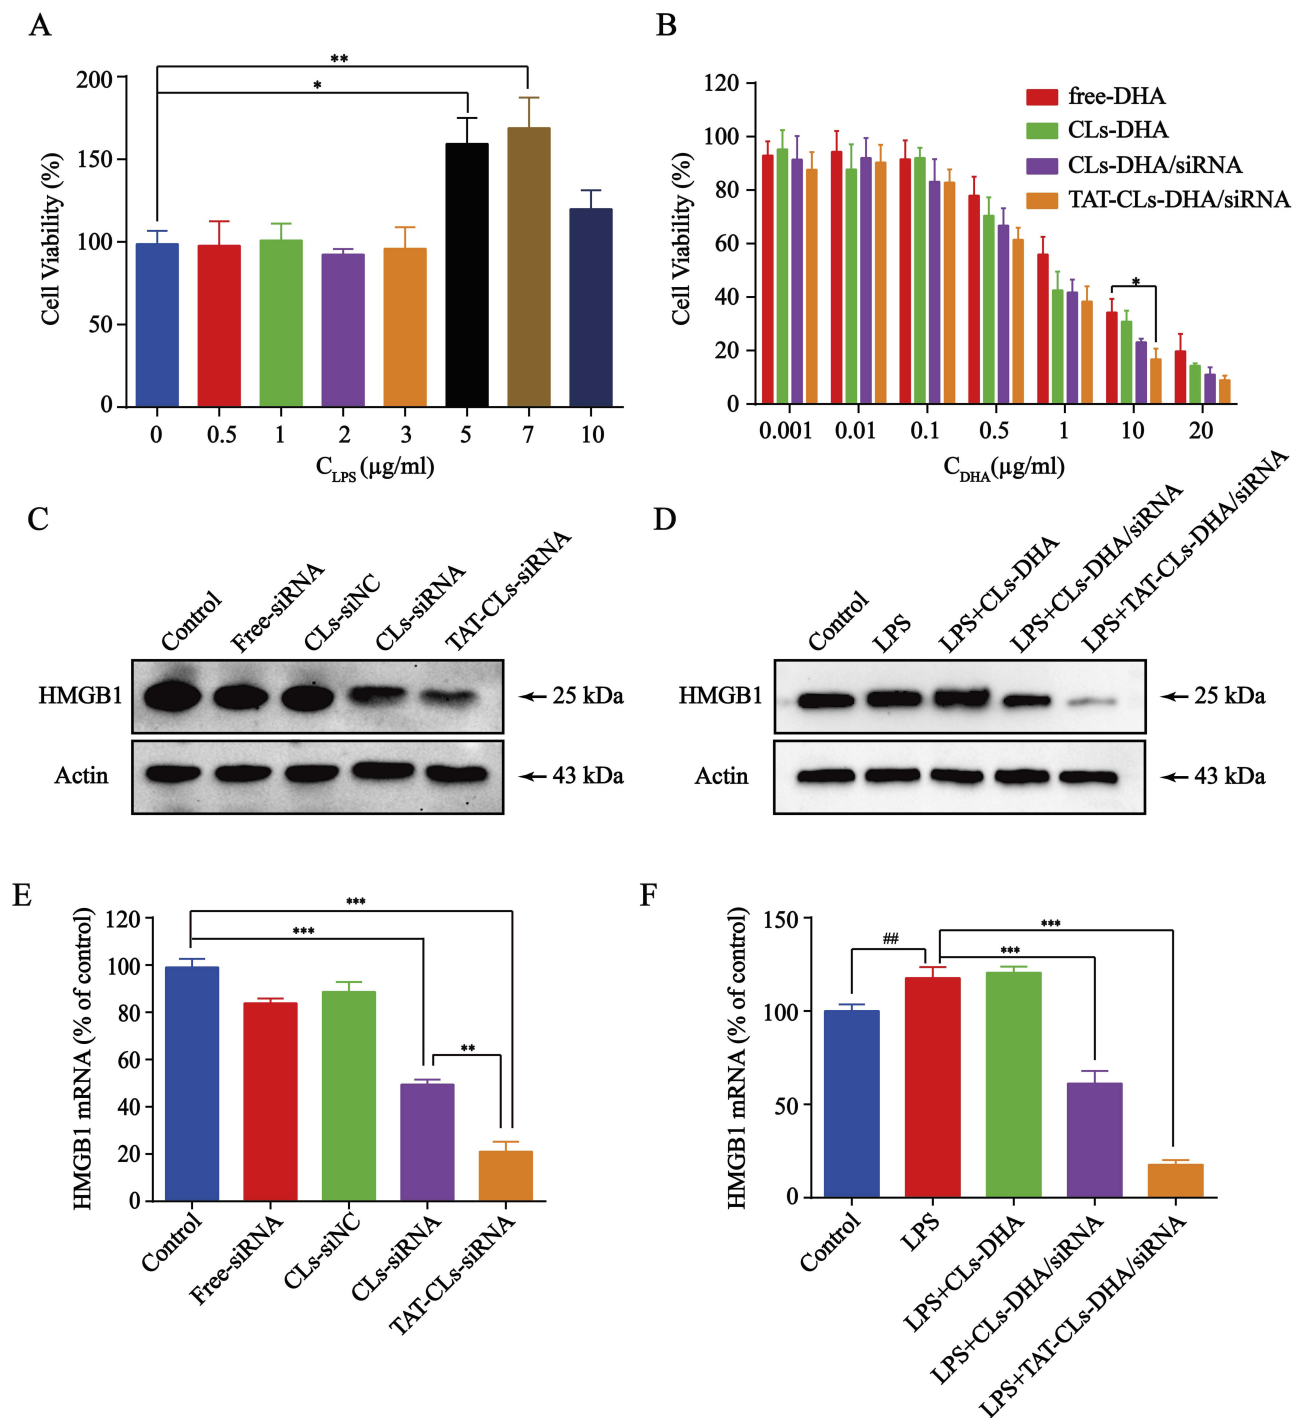 A
200
150
100
50
0
Cell Viability (%)
**
*
0 0.5 1 2 3 5 7 10
CLPS (µg/ml)
B
120
100
80
60
40
20
0
Cell Viability (%)
free-DHA
CLs-DHA
CLs-DHA/siRNA
TAT-CLs-DHA/siRNA
*
0.001 0.01 0.1 0.5 1 10 20
CDHA(µg/ml)
C
Control
Free-siRNA
CLs-siNC
CLs-siRNA
TAT-CLs-siRNA
HMGB1
25 kDa
Actin
43 kDa
D
Control
LPS
LPS+CLs-DHA
LPS+CLs-DHA/siRNA
LPS+TAT-CLs-DHA/siRNA
HMGB1
25 kDa
Actin
43 kDa
E
120
100
80
60
40
20
0
HMGB1 mRNA (% of control)
***
***
**
Control
Free-siRNA
CLs-siNC
CLs-siRNA
TAT-CLs-siRNA
F
150
100
50
0
HMGB1 mRNA (% of control)
##
***
***
Control
LPS
LPS+CLs-DHA
LPS+CLs-DHA/siRNA
LPS+TAT-CLs-DHA/siRNA